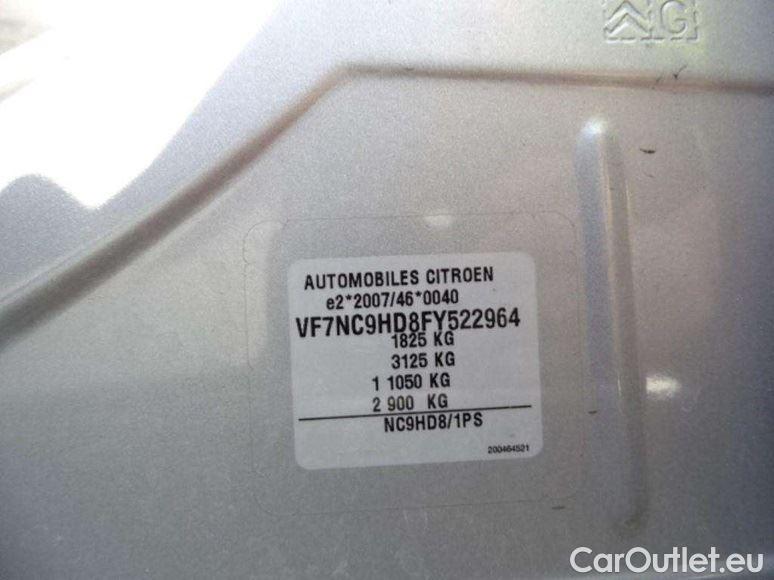 G
AUTOMOBILES CITROEN
e2*2007/46*0040
VF7NC9HD8FY522964
1825 KG
3125 KG
1 1050 KG
2 900 KG
NC9HD8/1PS
200464521
CarOutlet.eu